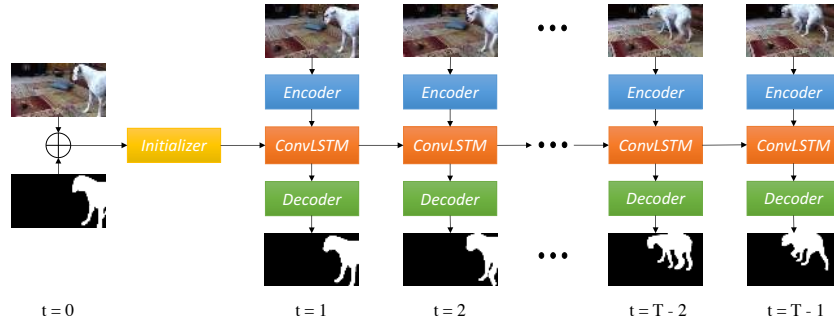 Encoder Encoder Encoder Encoder
Initializer ConvLSTM ConvLSTM ConvLSTM ConvLSTM
Decoder Decoder Decoder Decoder
t = 0 t = 1 t = 2 t = T - 2 t = T - 1